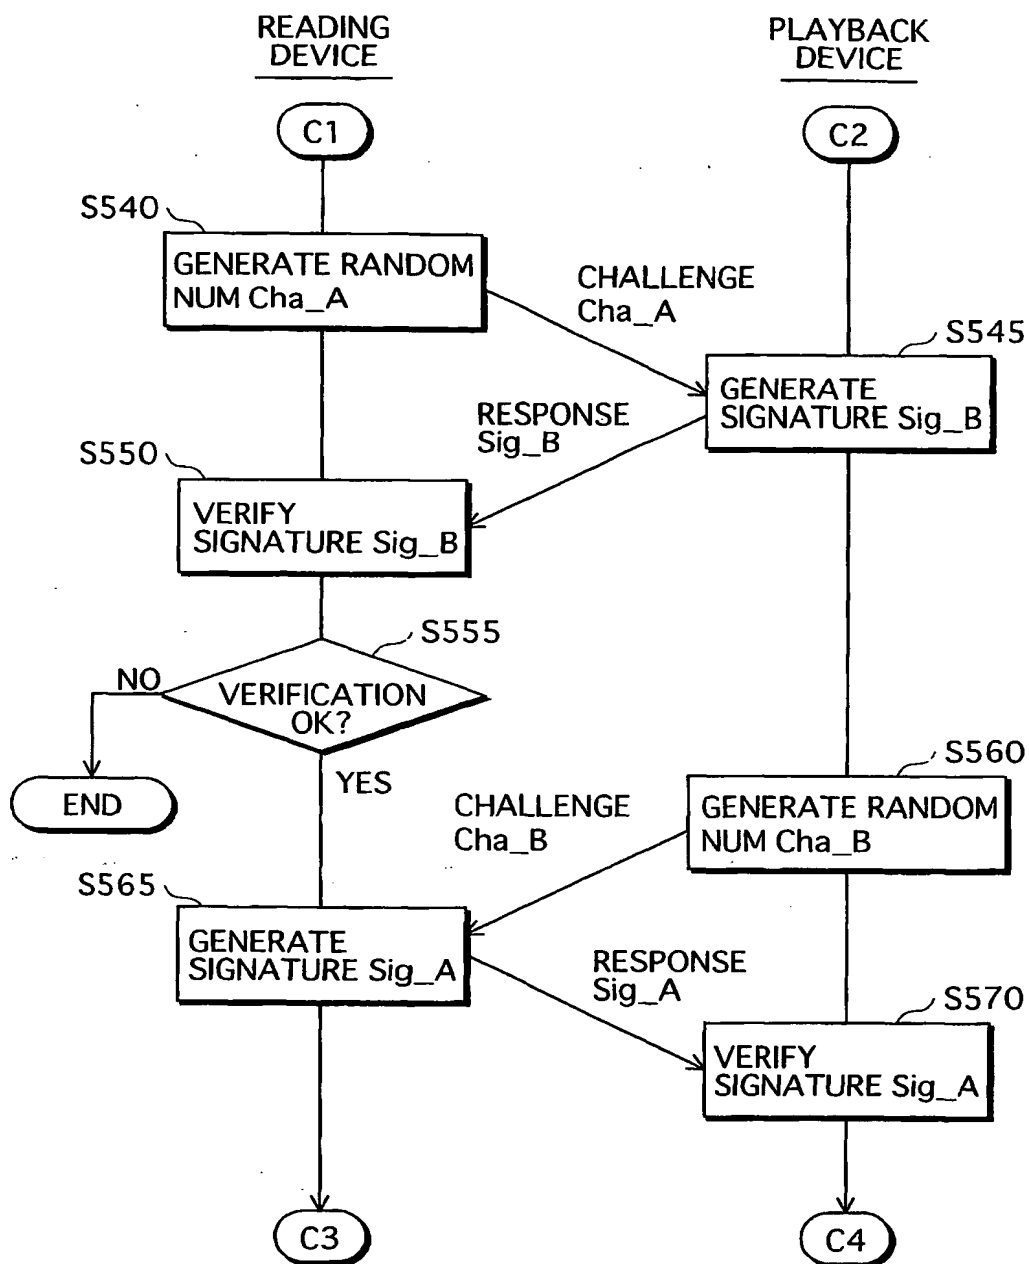 READING
DEVICE
PLAYBACK
DEVICE
C1
C2
S540
GENERATE RANDOM
NUM Cha_A
CHALLENGE
Cha_A
S545
GENERATE
SIGNATURE Sig_B
RESPONSE
Sig_B
S550
VERIFY
SIGNATURE Sig_B
S555
NO
VERIFICATION
OK?
YES
END
S560
GENERATE RANDOM
NUM Cha_B
CHALLENGE
Cha_B
S565
GENERATE
SIGNATURE Sig_A
RESPONSE
Sig_A
S570
VERIFY
SIGNATURE Sig_A
C3
C4